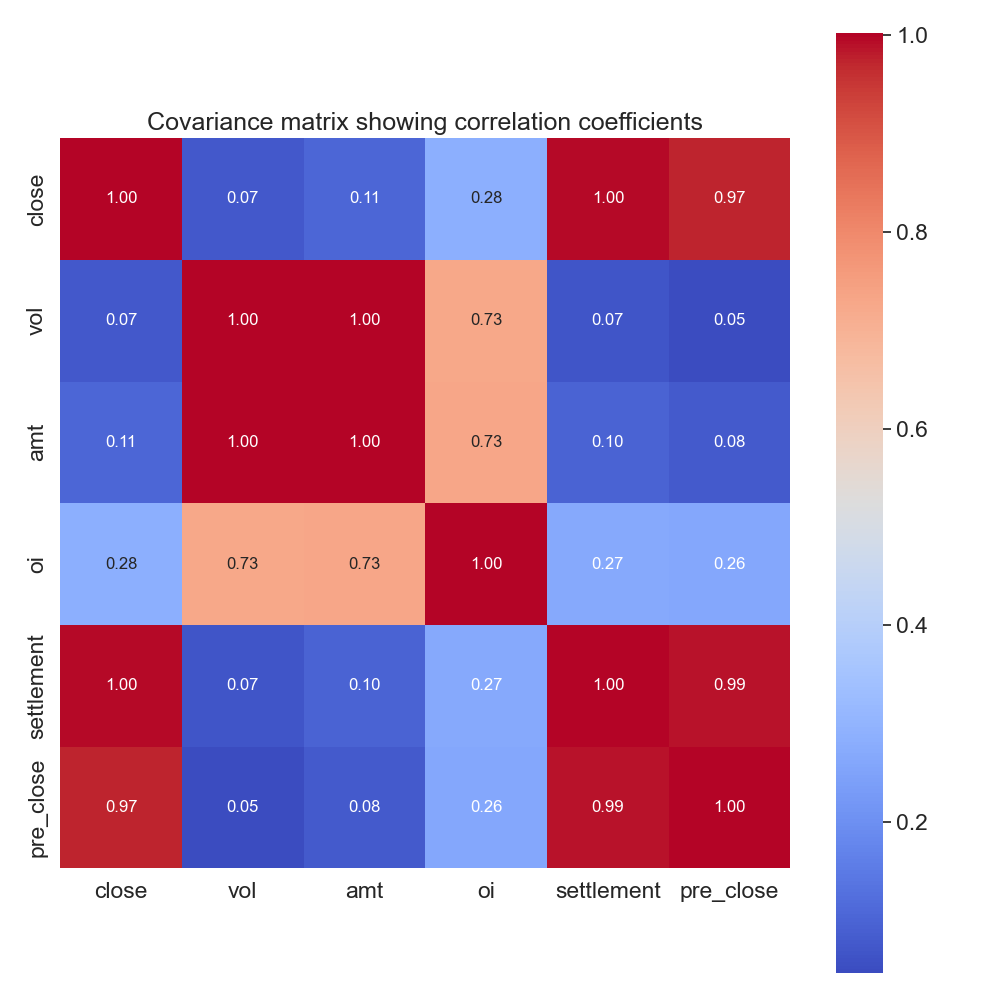 Covariance matrix showing correlation coefficients
close 1.00 0.07 0.11 0.28 1.00 0.97
vol 0.07 1.00 1.00 0.73 0.07 0.05
amt 0.11 1.00 1.00 0.73 0.10 0.08
oi 0.28 0.73 0.73 1.00 0.27 0.26
settlement 1.00 0.07 0.10 0.27 1.00 0.99
pre_close 0.97 0.05 0.08 0.26 0.99 1.00
close vol amt oi settlement pre_close
1.0
0.8
0.6
0.4
0.2